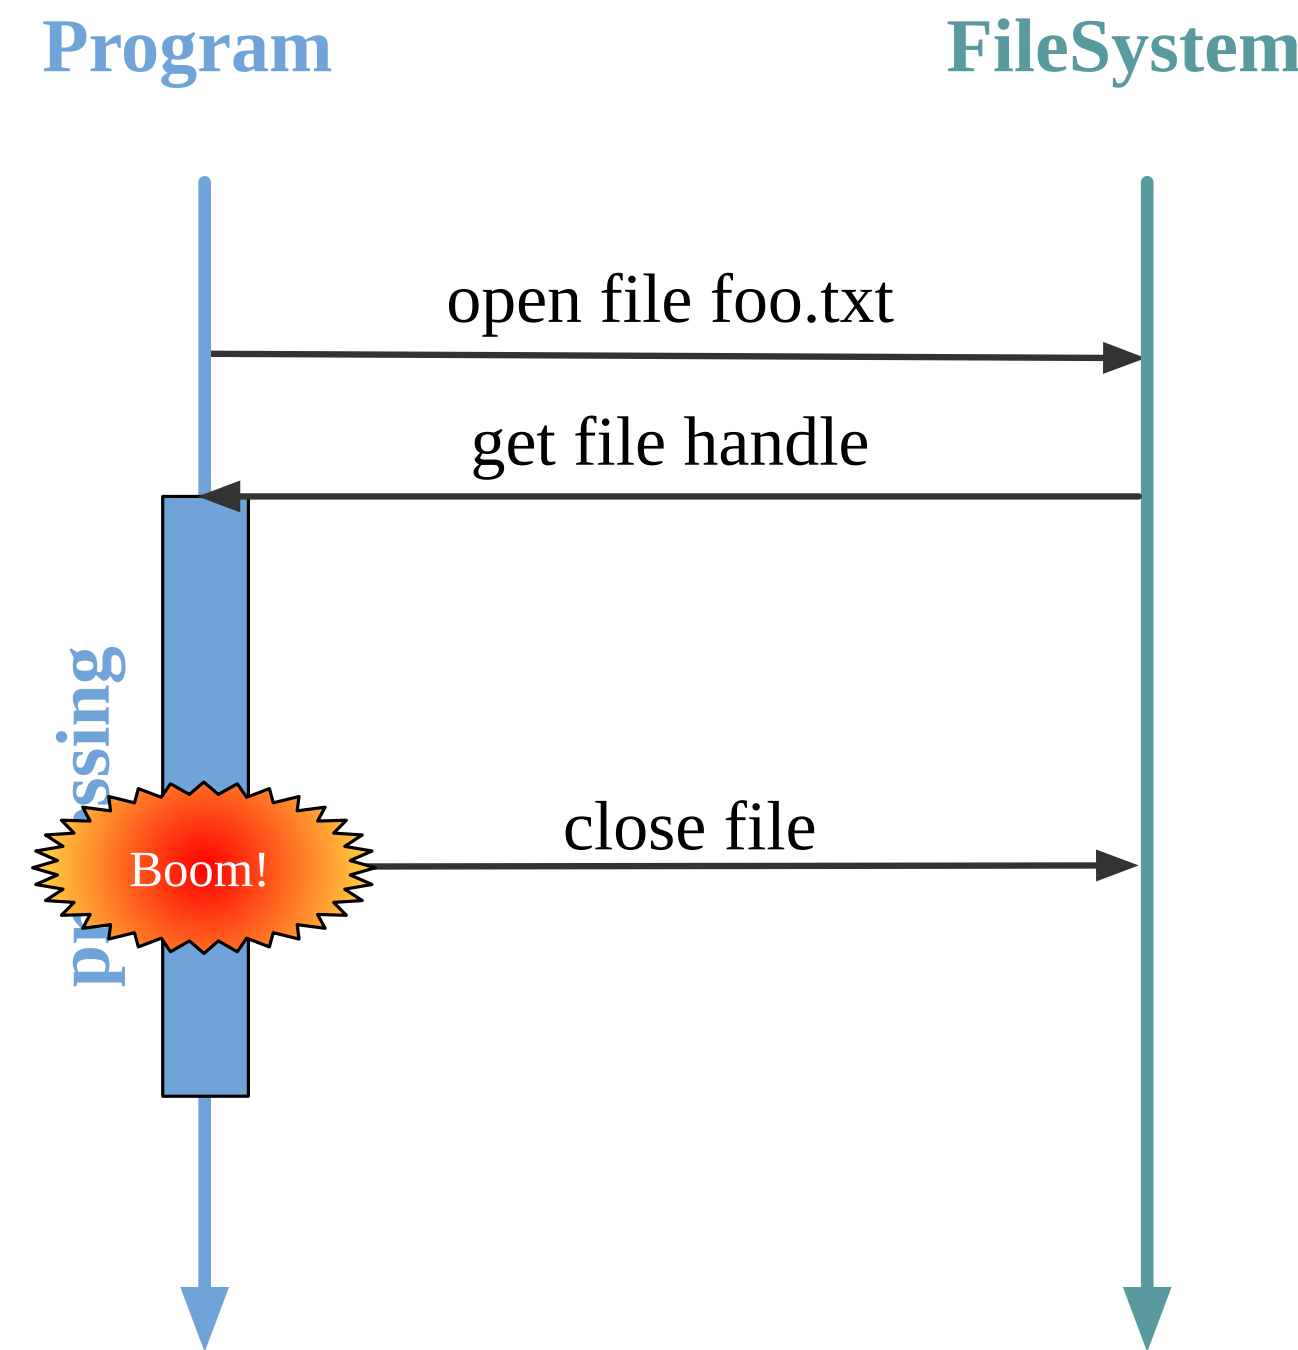 Program
FileSystem
open file foo.txt
get file handle
close file
Boom!